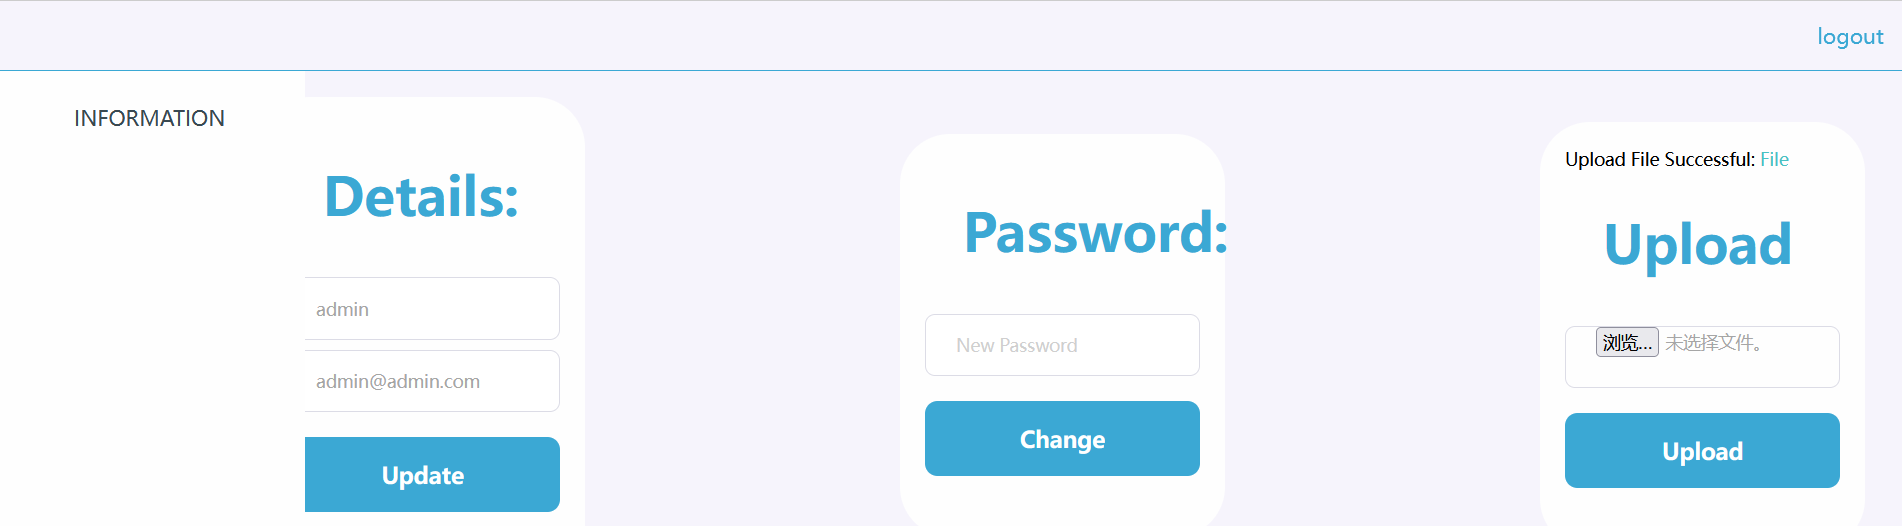 logout
INFORMATION
Details:
admin
admin@admin.com
Update
Password:
New Password
Change
Upload File Successful: File
Upload
浏览... 未选择文件。
Upload